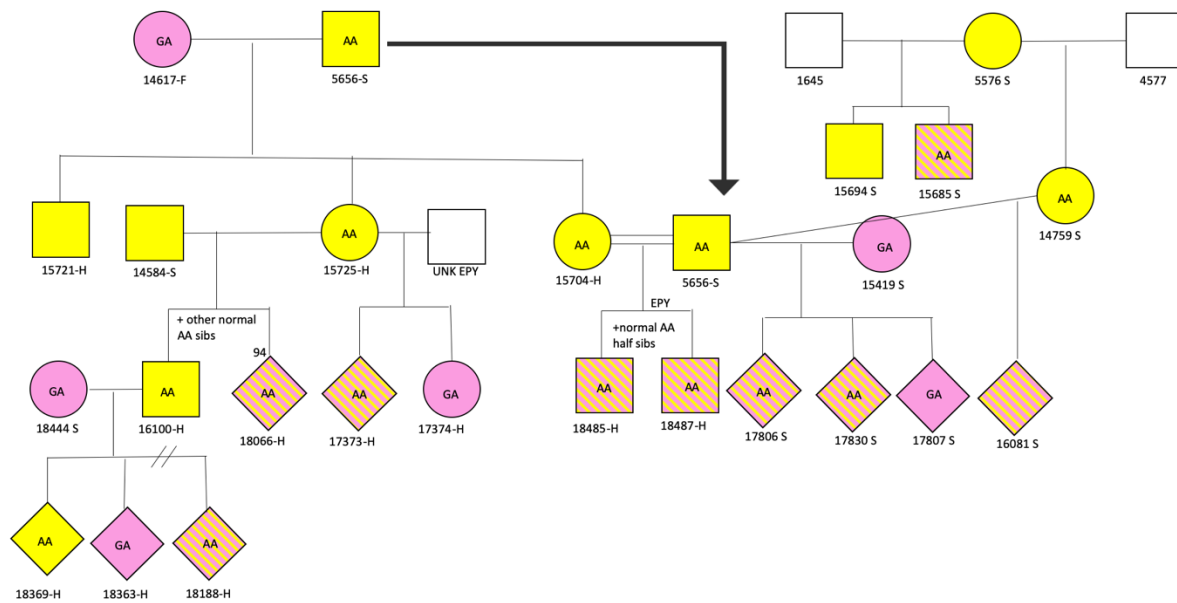 GA
AA
14617-F
5656-S
1645
5576 S
4577
AA
15694 S
15685 S
AA
14759 S
AA
15721-H
14584-S
15725-H
UNK EPY
AA
AA
GA
15704-H
5656-S
15419 S
+ other normal
AA sibs
94
EPY
+normal AA
half sibs
GA
AA
AA
AA
GA
18444 S
16100-H
18066-H
17373-H
17374-H
AA
AA
AA
AA
GA
18485-H
18487-H
17806 S
17830 S
17807 S
16081 S
AA
GA
AA
18369-H
18363-H
18188-H